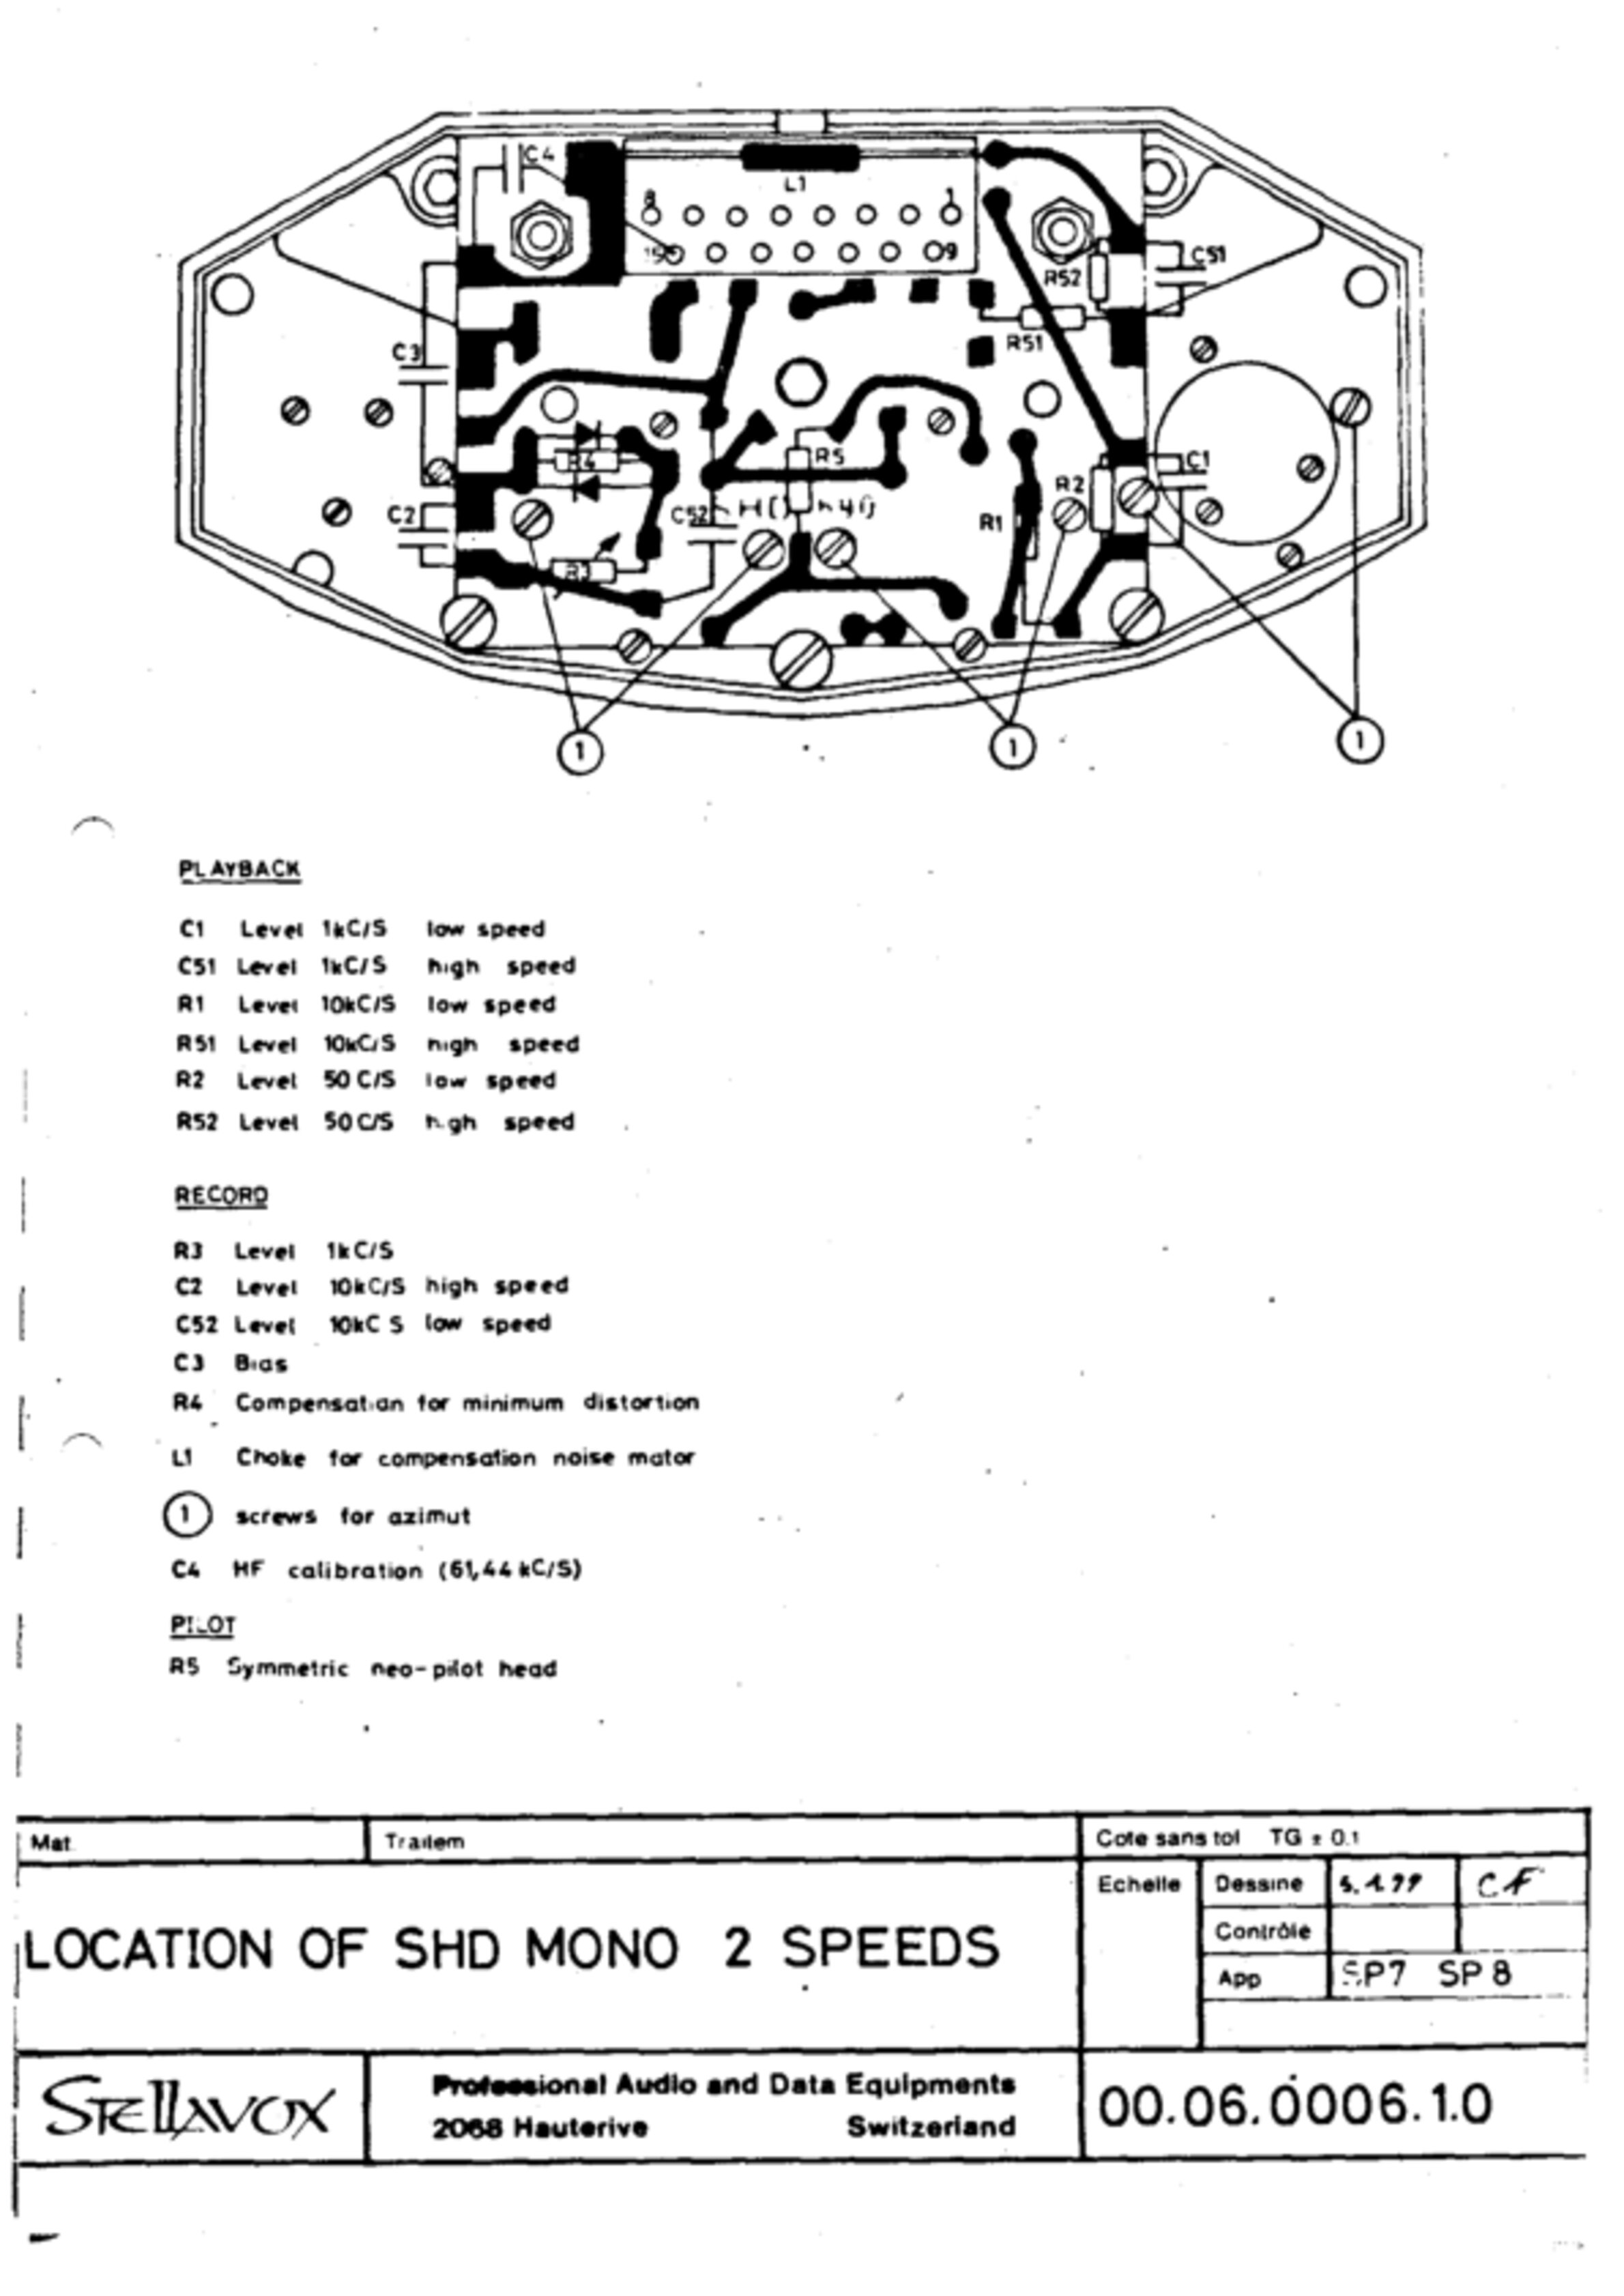 C4
L1
8
1
15
9
C51
R52
R51
C3
R4
R5
C1
R2
C2
C52
R1
R3
1
1
1
PLAYBACK
C1 Level 1kC/S low speed
C51 Level 1kC/S high speed
R1 Level 10kC/S low speed
R51 Level 10kC/S high speed
R2 Level 50 C/S low speed
R52 Level 50 C/S high speed
RECORD
R3 Level 1kC/S
C2 Level 10kC/S high speed
C52 Level 10kC S low speed
C3 Bias
R4 Compensation for minimum distortion
L1 Choke for compensation noise motor
1 screws for azimut
C4 HF calibration (61,44 kC/S)
PILOT
R5 Symmetric neo-pilot head
Mat. Traitem Cote sans tol TG ± 0.1
Echelle Dessine CF
Contrôle
App SP7 SP8
LOCATION OF SHD MONO 2 SPEEDS
STELLAVOX
Professional Audio and Data Equipments
2068 Hauterive Switzerland
00.06.0006.1.0